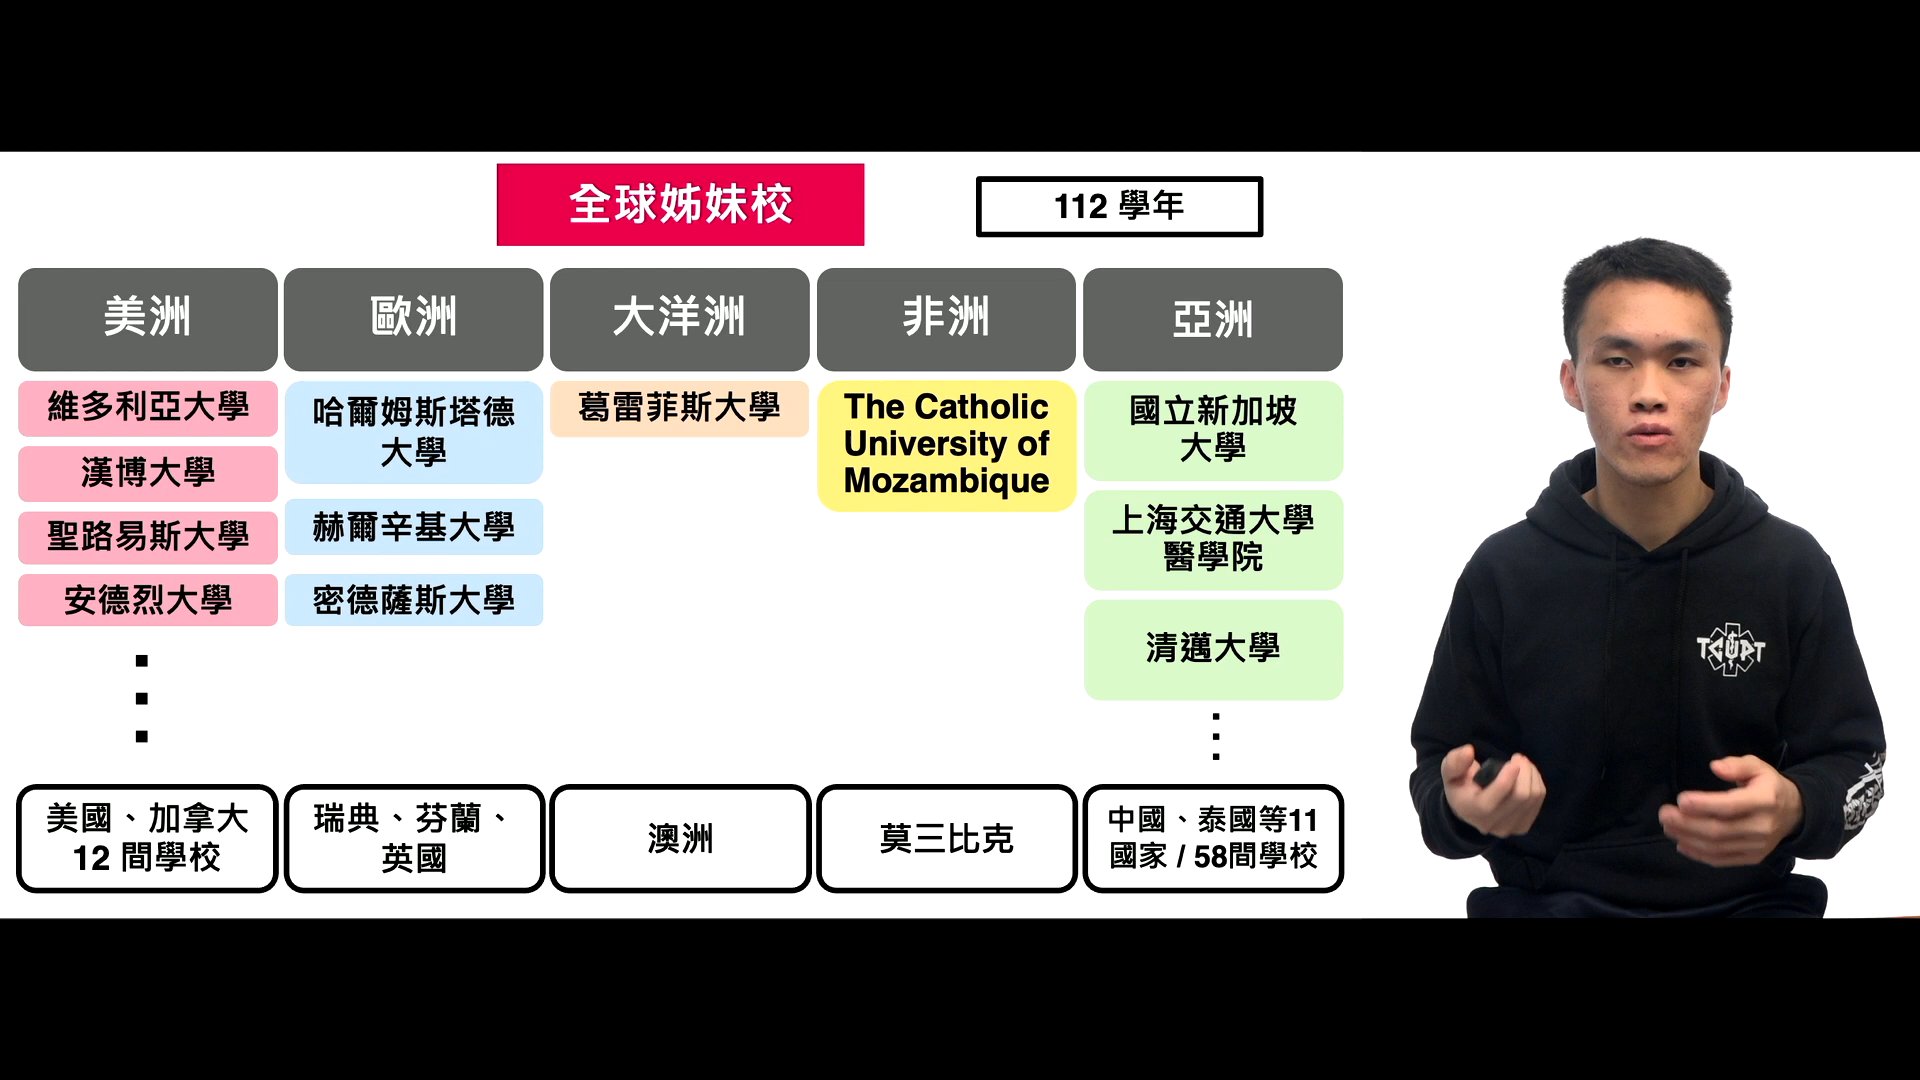 全球姊妹校
112 學年
美洲
歐洲
大洋洲
非洲
亞洲
維多利亞大學
漢博大學
聖路易斯大學
安德烈大學
哈爾姆斯塔德
大學
赫爾辛基大學
密德薩斯大學
葛雷菲斯大學
The Catholic
University of
Mozambique
國立新加坡
大學
上海交通大學
醫學院
清邁大學
美國、加拿大
12 間學校
瑞典、芬蘭、
英國
澳洲
莫三比克
中國、泰國等11
國家 / 58間學校
TCUPT